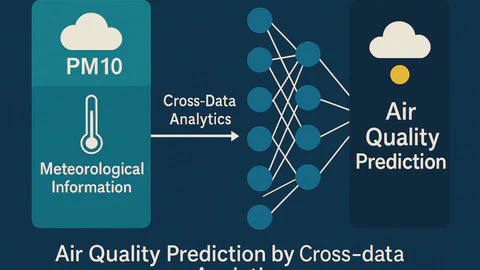 PM10
Meteorological
Information
Cross-Data
Analytics
Air
Quality
Prediction
Air Quality Prediction by Cross-data